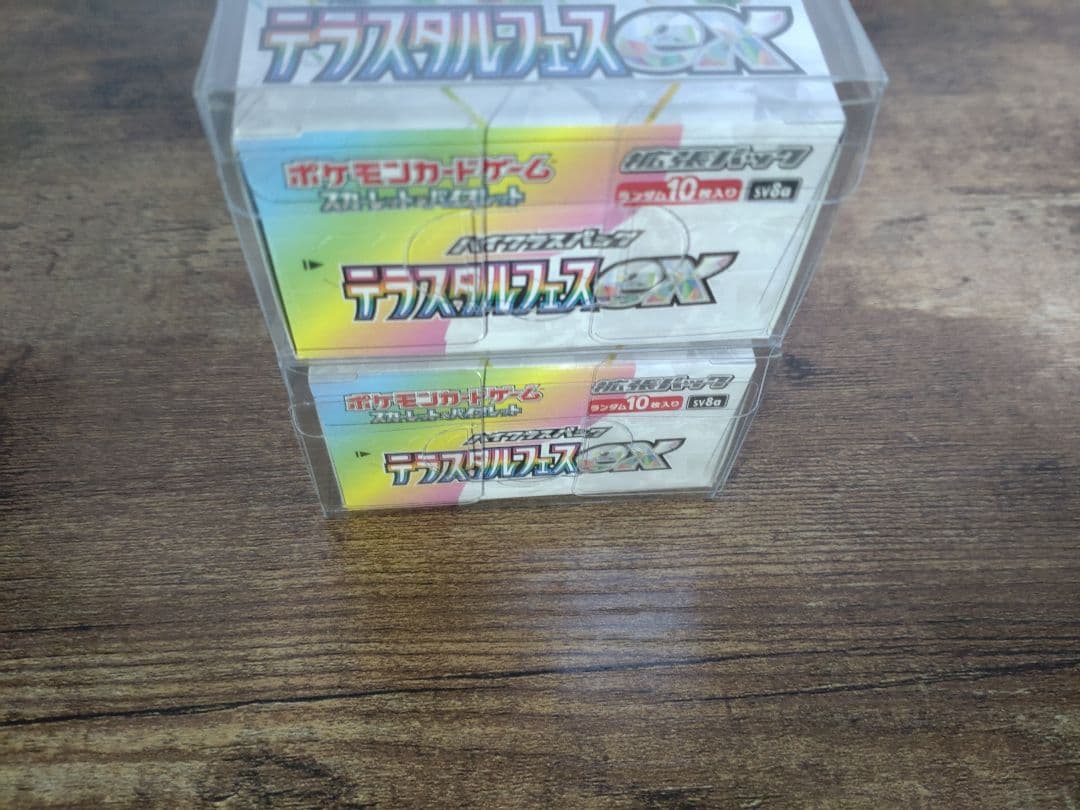 テラスタルフェスex
ポケモンカードゲーム
スカーレット&バイオレット
拡張パック
ランダム10枚入り sv8a
ハイクラスパック
テラスタルフェスex
ポケモンカードゲーム
スカーレット&バイオレット
拡張パック
ランダム10枚入り sv8a
ハイクラスパック
テラスタルフェスex